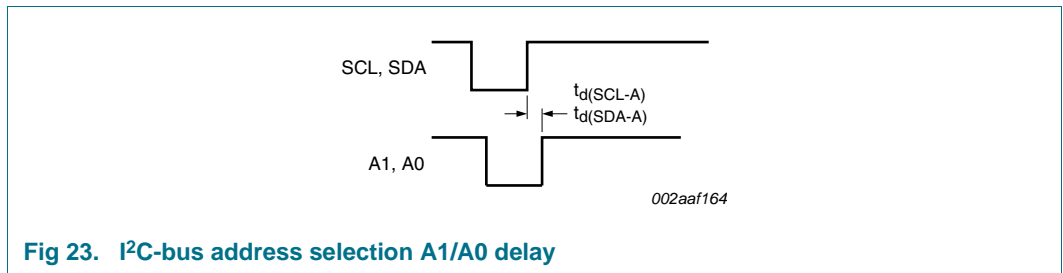 SCL, SDA
td(SCL-A)
td(SDA-A)
A1, A0
002aaf164
Fig 23. I2C-bus address selection A1/A0 delay